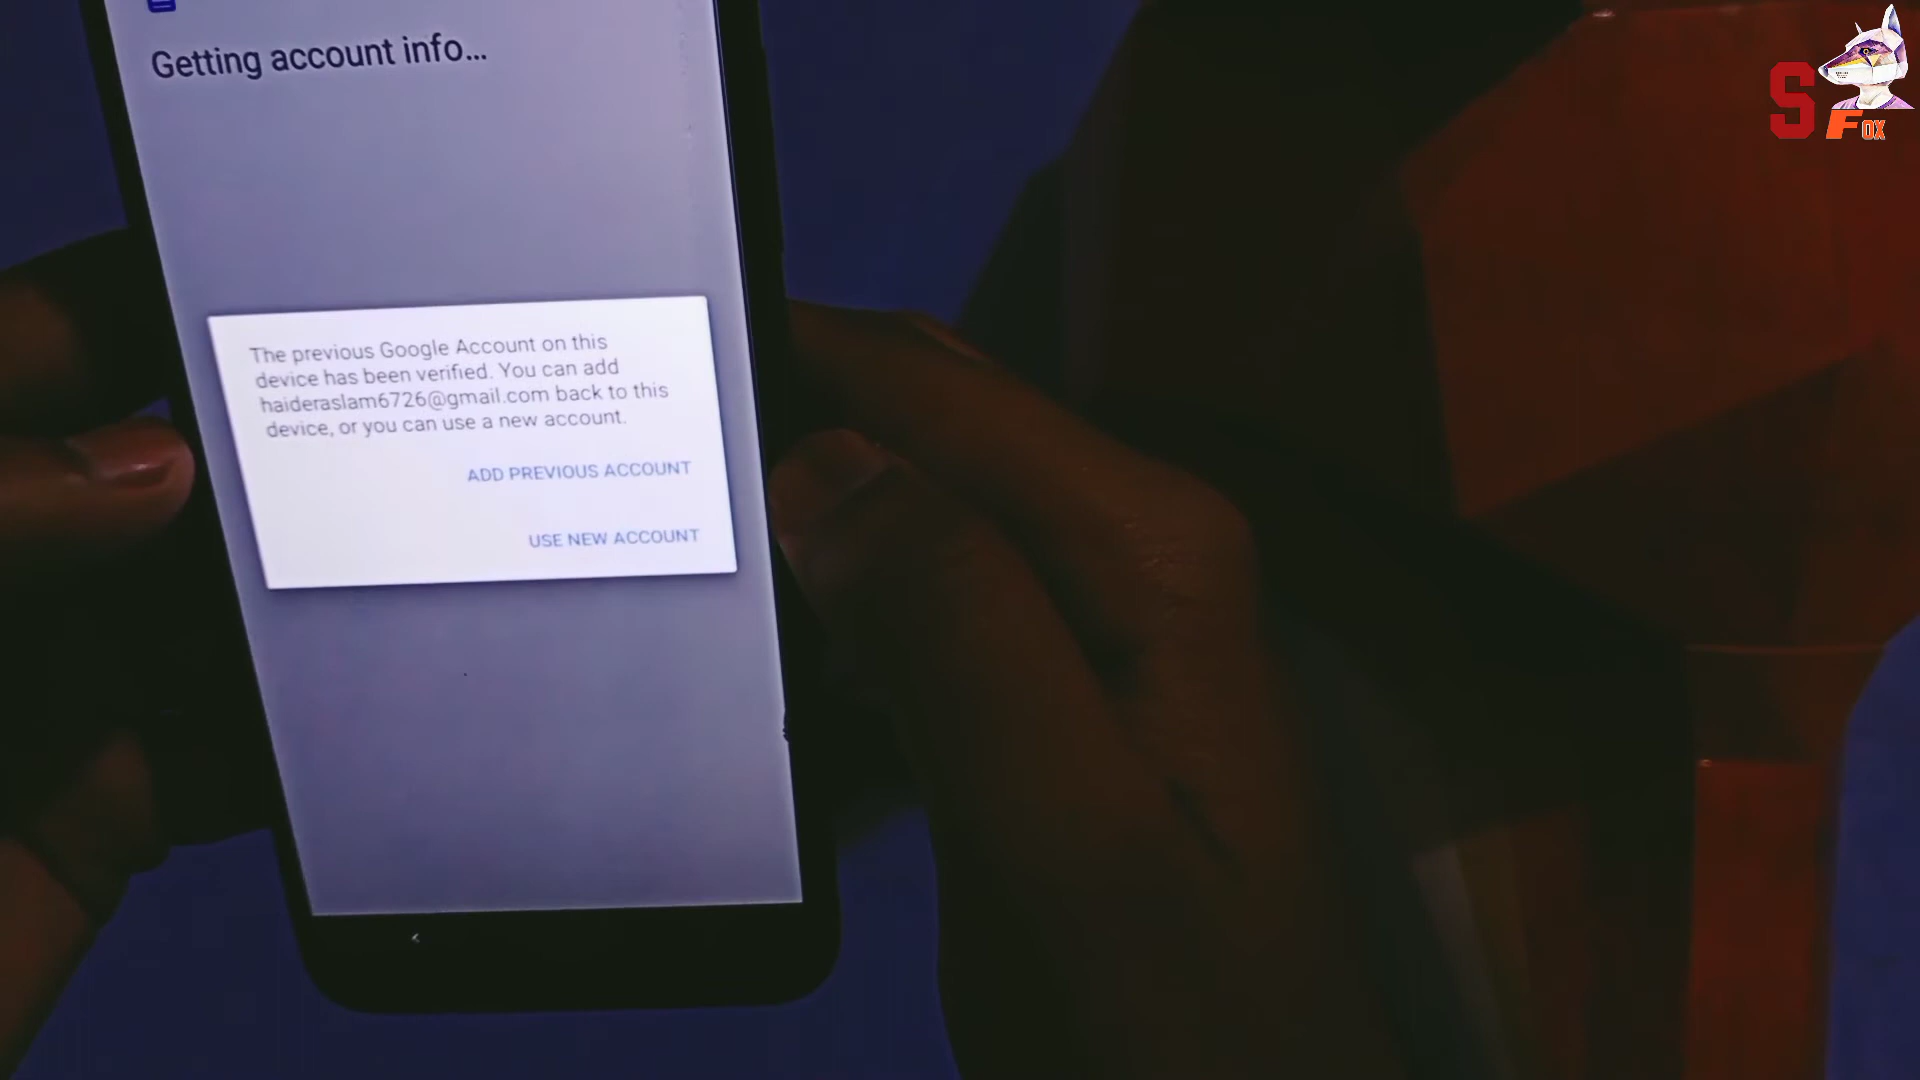 Getting account info...
The previous Google Account on this
device has been verified. You can add
haideraslam6726@gmail.com back to this
device, or you can use a new account.
ADD PREVIOUS ACCOUNT
USE NEW ACCOUNT
S
Fox